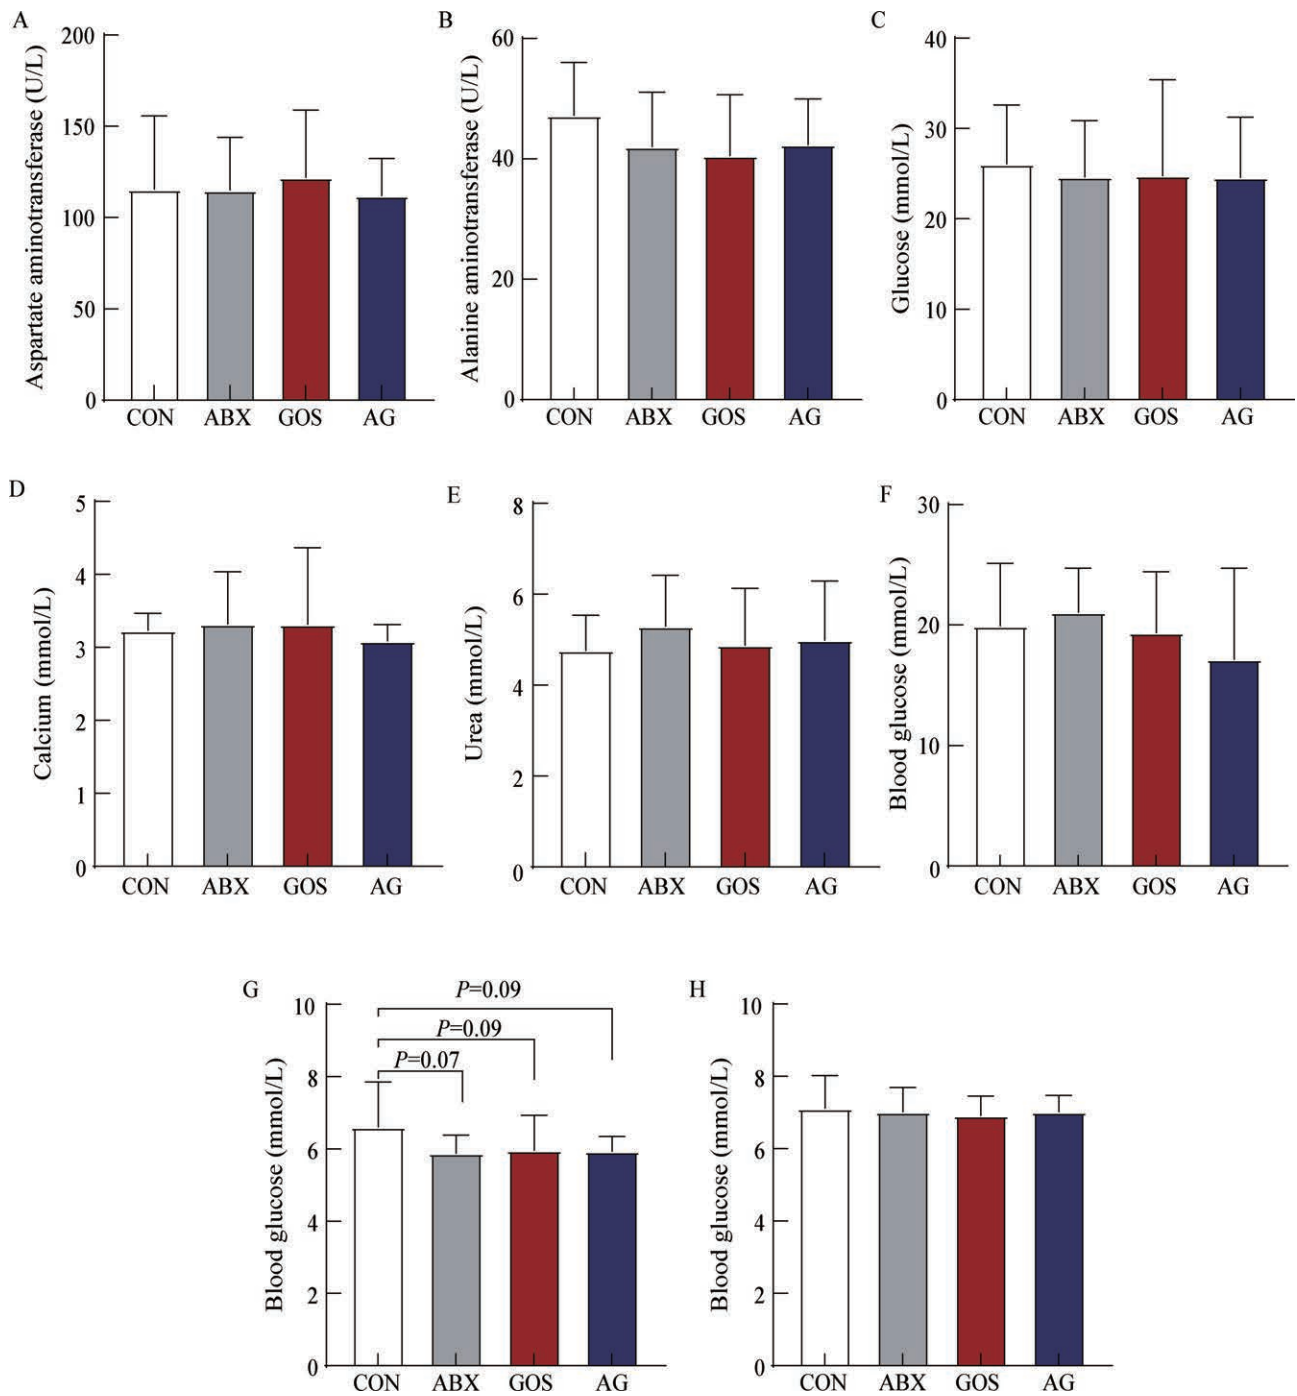 A
Aspartate aminotransferase (U/L)
200
150
100
50
0
CON ABX GOS AG
B
Alanine aminotransferase (U/L)
60
40
20
0
CON ABX GOS AG
C
Glucose (mmol/L)
40
30
20
10
0
CON ABX GOS AG
D
Calcium (mmol/L)
5
4
3
2
1
0
CON ABX GOS AG
E
Urea (mmol/L)
8
6
4
2
0
CON ABX GOS AG
F
Blood glucose (mmol/L)
30
20
10
0
CON ABX GOS AG
G
Blood glucose (mmol/L)
10
8
6
4
2
0
P=0.09
P=0.09
P=0.07
CON ABX GOS AG
H
Blood glucose (mmol/L)
10
8
6
4
2
0
CON ABX GOS AG